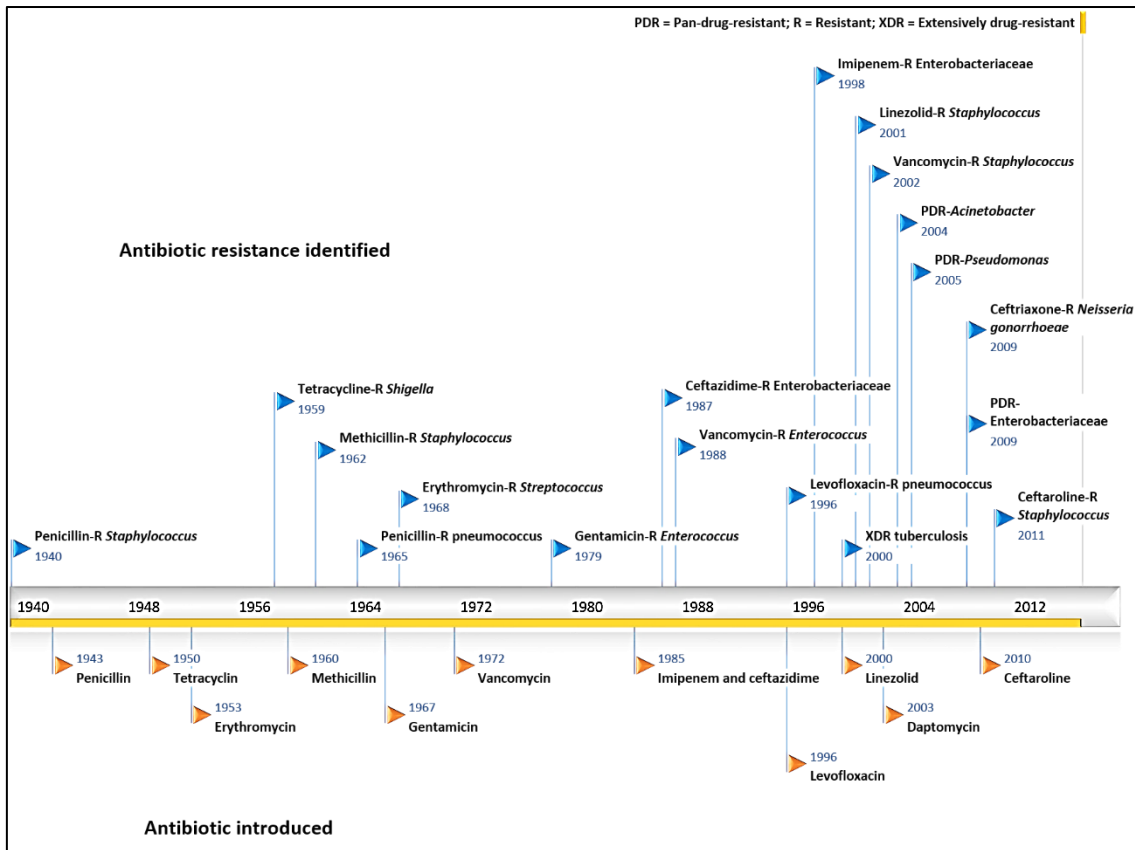 PDR = Pan-drug-resistant; R = Resistant; XDR = Extensively drug-resistant
Imipenem-R Enterobacteriaceae
1998
Linezolid-R Staphylococcus
2001
Vancomycin-R Staphylococcus
2002
PDR-Acinetobacter
2004
Antibiotic resistance identified
PDR-Pseudomonas
2005
Ceftriaxone-R Neisseria
gonorrhoeae
2009
Tetracycline-R Shigella
1959
Ceftazidime-R Enterobacteriaceae
1987
PDR-
Enterobacteriaceae
2009
Methicillin-R Staphylococcus
1962
Vancomycin-R Enterococcus
1988
Erythromycin-R Streptococcus
1968
Levofloxacin-R pneumococcus
1996
Ceftaroline-R
Staphylococcus
2011
Penicillin-R Staphylococcus
1940
Penicillin-R pneumococcus
1965
Gentamicin-R Enterococcus
1979
XDR tuberculosis
2000
1940 1948 1956 1964 1972 1980 1988 1996 2004 2012
1943
Penicillin
1950
Tetracyclin
1960
Methicillin
1972
Vancomycin
1985
Imipenem and ceftazidime
2000
Linezolid
2010
Ceftaroline
1953
Erythromycin
1967
Gentamicin
2003
Daptomycin
1996
Levofloxacin
Antibiotic introduced